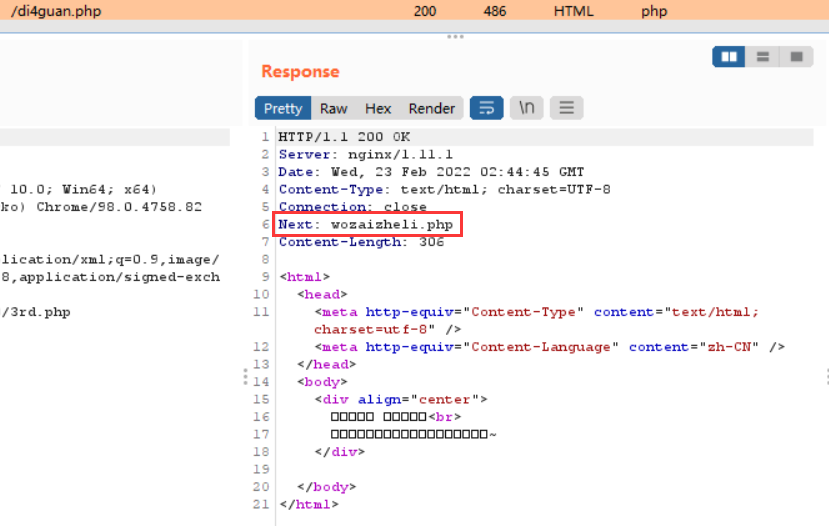 /di4guan.php 200 486 HTML php
Response
Pretty Raw Hex Render \n
1 HTTP/1.1 200 OK
2 Server: nginx/1.11.1
3 Date: Wed, 23 Feb 2022 02:44:45 GMT
4 Content-Type: text/html; charset=UTF-8
5 Connection: close
6 Next: wozaizheli.php
7 Content-Length: 306
8
9 <html>
10 <head>
11 <meta http-equiv="Content-Type" content="text/html;
charset=utf-8" />
12 <meta http-equiv="Content-Language" content="zh-CN" />
13 </head>
14 <body>
15 <div align="center">
16 □□□□□ □□□□□<br>
17 □□□□□□□□□□□□□□□□□□~
18 </div>
19
20 </body>
21 </html>
10.0; Win64; x64)
ko) Chrome/98.0.4758.82
lication/xml;q=0.9,image/
8,application/signed-exch
/3rd.php